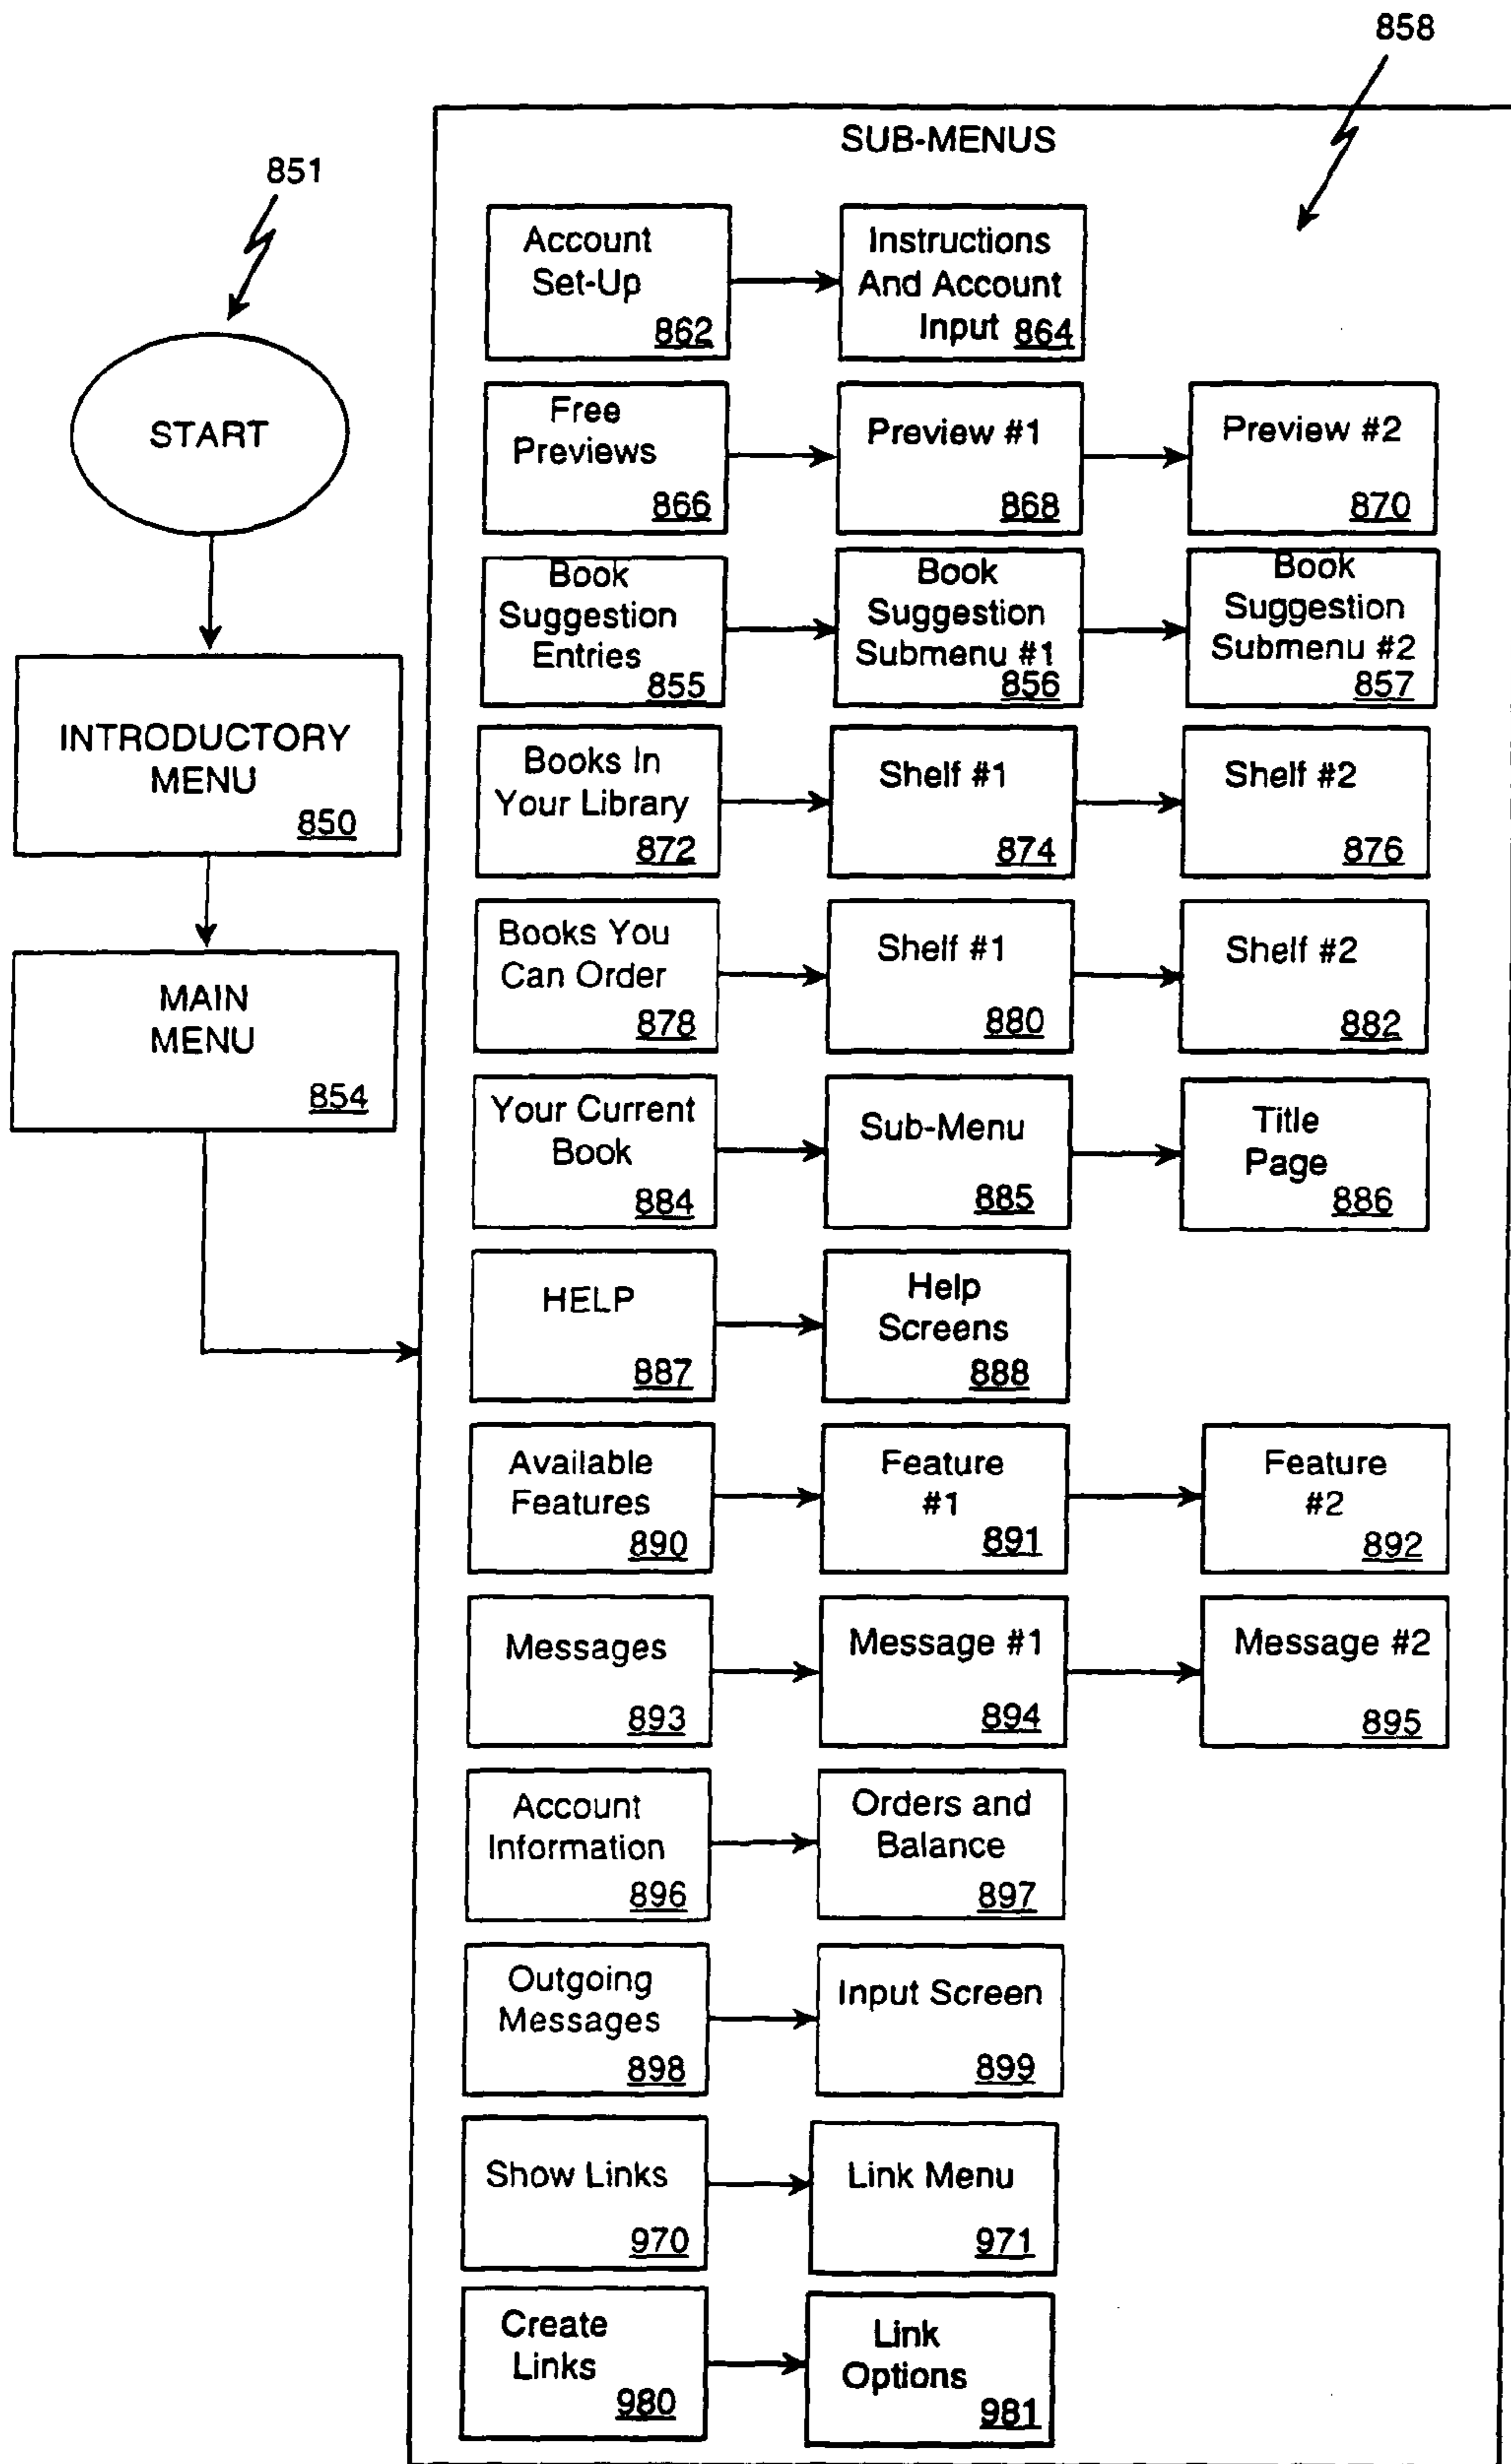 858
SUB-MENUS
851
START
INTRODUCTORY
MENU
850
MAIN
MENU
854
Account
Set-Up
862
Instructions
And Account
Input 864
Free
Previews
866
Preview #1
868
Preview #2
870
Book
Suggestion
Entries
855
Book
Suggestion
Submenu #1
856
Book
Suggestion
Submenu #2
857
Books In
Your Library
872
Shelf #1
874
Shelf #2
876
Books You
Can Order
878
Shelf #1
880
Shelf #2
882
Your Current
Book
884
Sub-Menu
885
Title
Page
886
HELP
887
Help
Screens
888
Available
Features
890
Feature
#1
891
Feature
#2
892
Messages
893
Message #1
894
Message #2
895
Account
Information
896
Orders and
Balance
897
Outgoing
Messages
898
Input Screen
899
Show Links
970
Link Menu
971
Create
Links
980
Link
Options
981